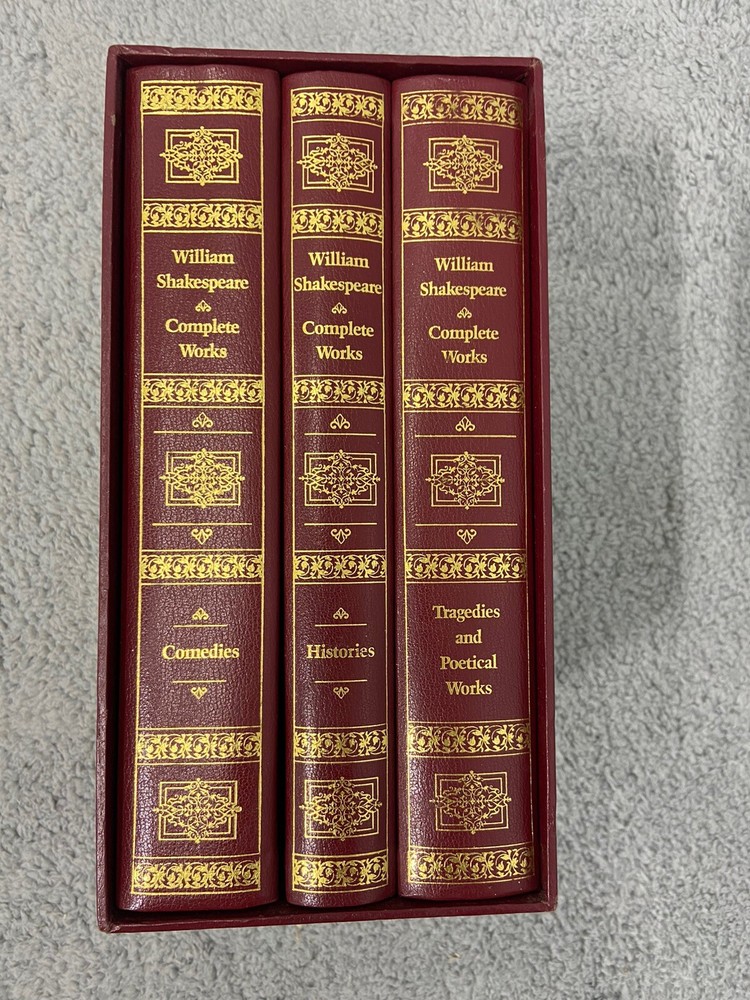 William
Shakespeare
Complete
Works
Comedies
William
Shakespeare
Complete
Works
Histories
William
Shakespeare
Complete
Works
Tragedies
and
Poetical
Works